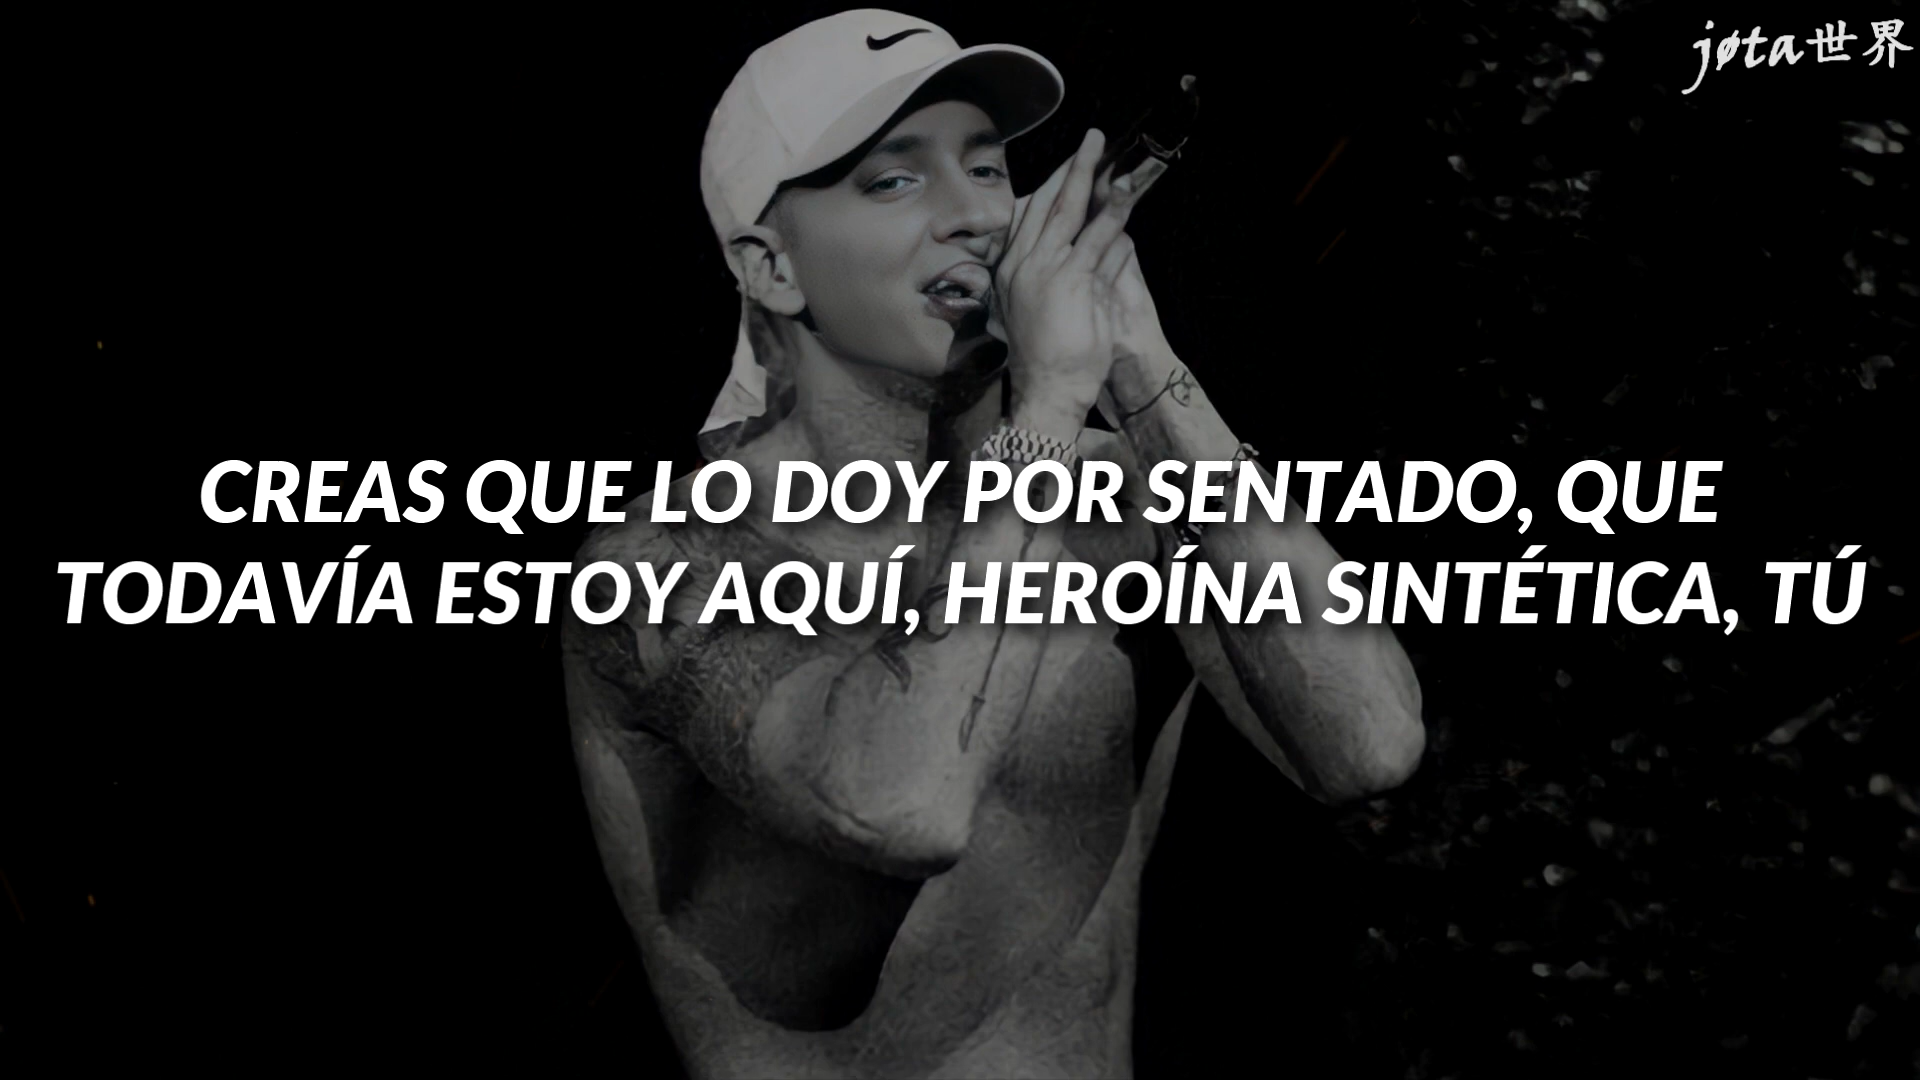 jøta世界
CREAS QUE LO DOY POR SENTADO, QUE
TODAVÍA ESTOY AQUÍ, HEROÍNA SINTÉTICA, TÚ